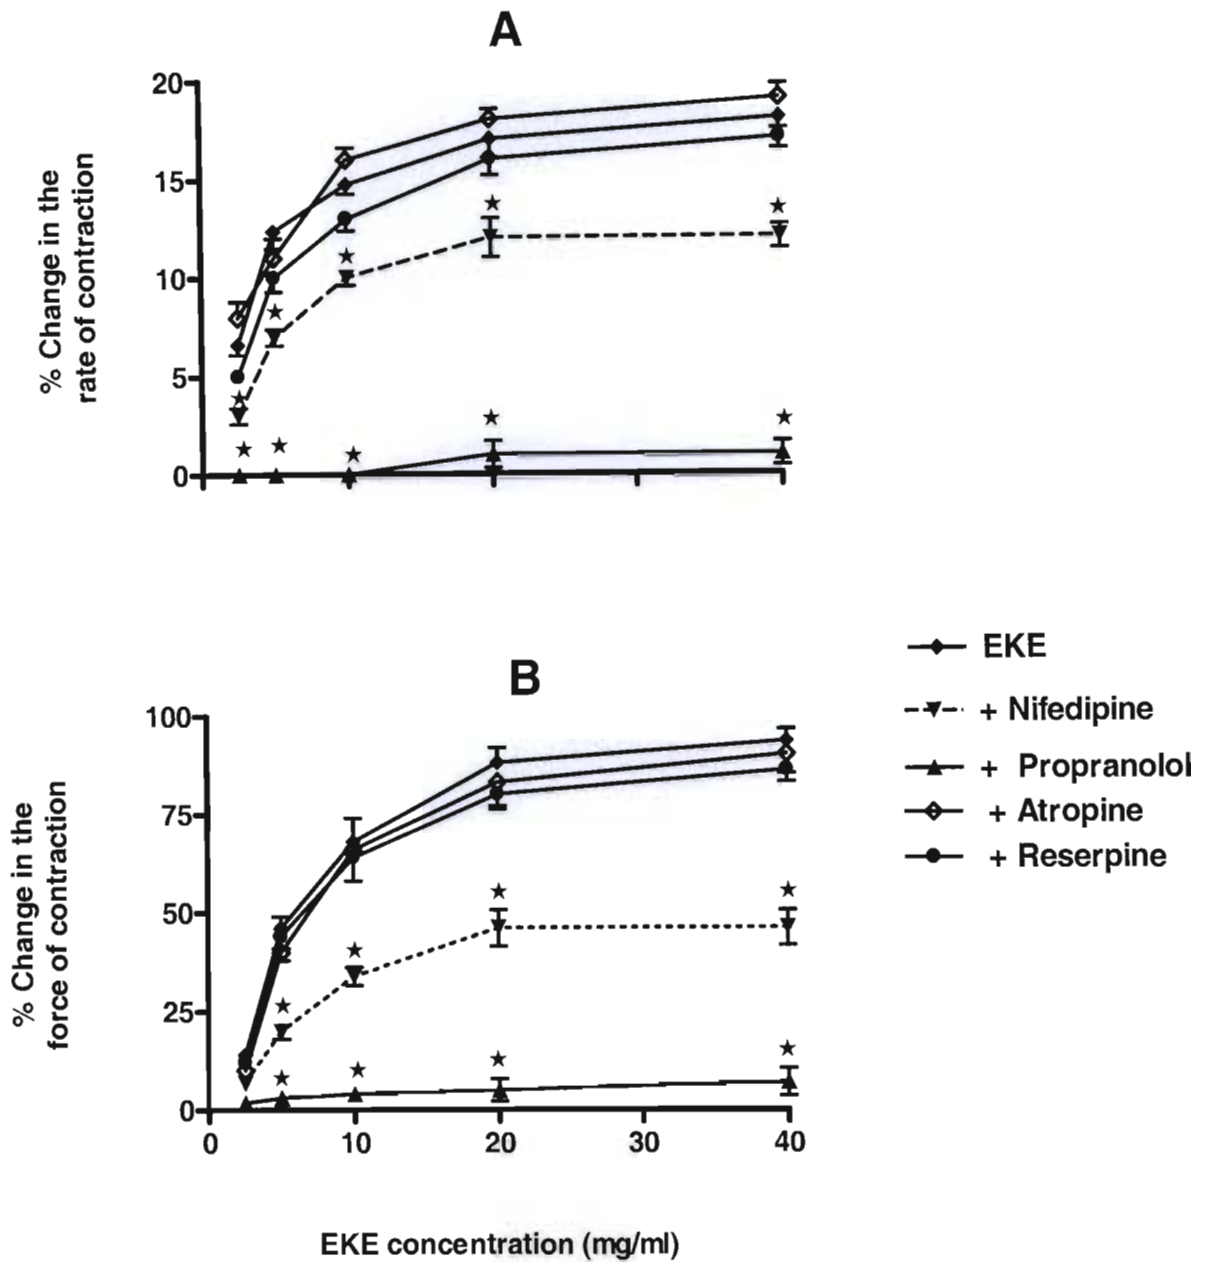 A
20
15
10
5
0
% Change in the
rate of contraction
B
100
75
50
25
0
% Change in the
force of contraction
0 10 20 30 40
EKE concentration (mg/ml)
EKE
+ Nifedipine
+ Propranolol
+ Atropine
+ Reserpine